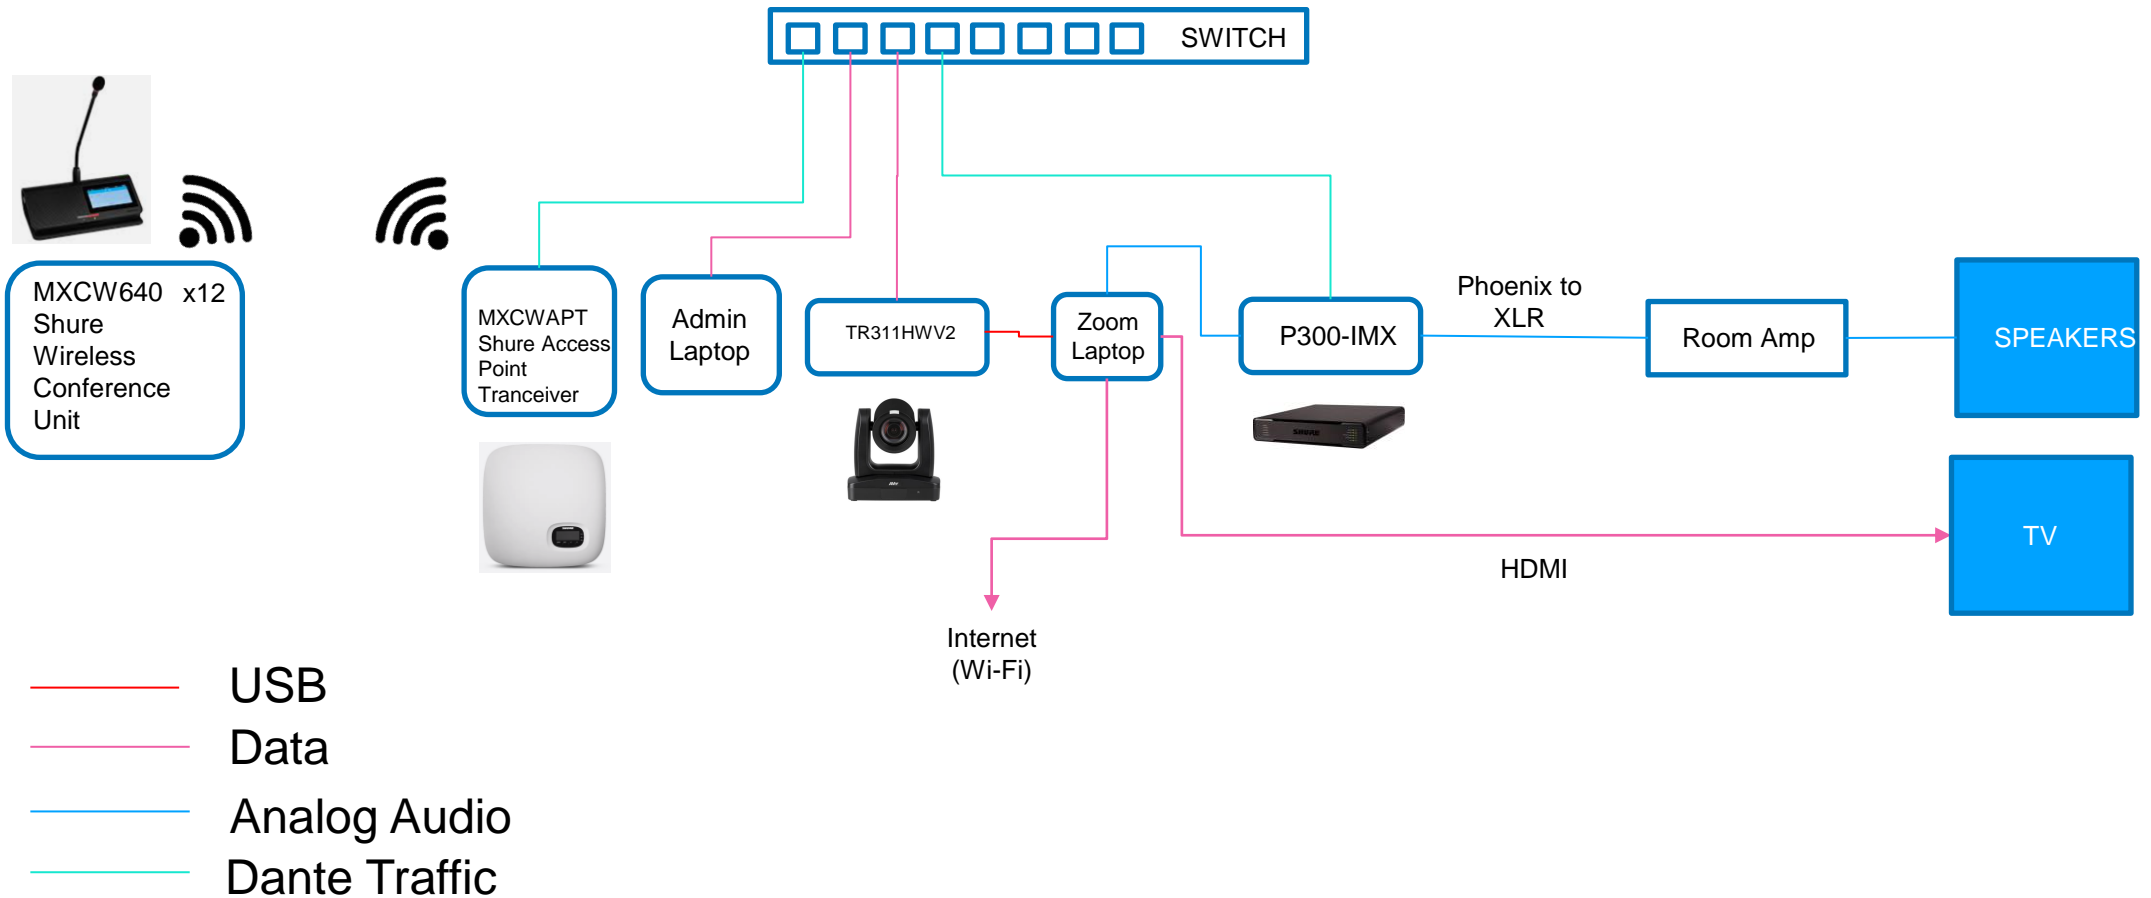 SWITCH
MXCW640 x12
Shure
Wireless
Conference
Unit
MXCWAPT
Shure Access
Point
Tranceiver
Admin
Laptop
TR311HWV2
Zoom
Laptop
P300-IMX
Phoenix to
XLR
Room Amp
SPEAKERS
SHURE
TV
HDMI
Internet
(Wi-Fi)
USB
Data
Analog Audio
Dante Traffic